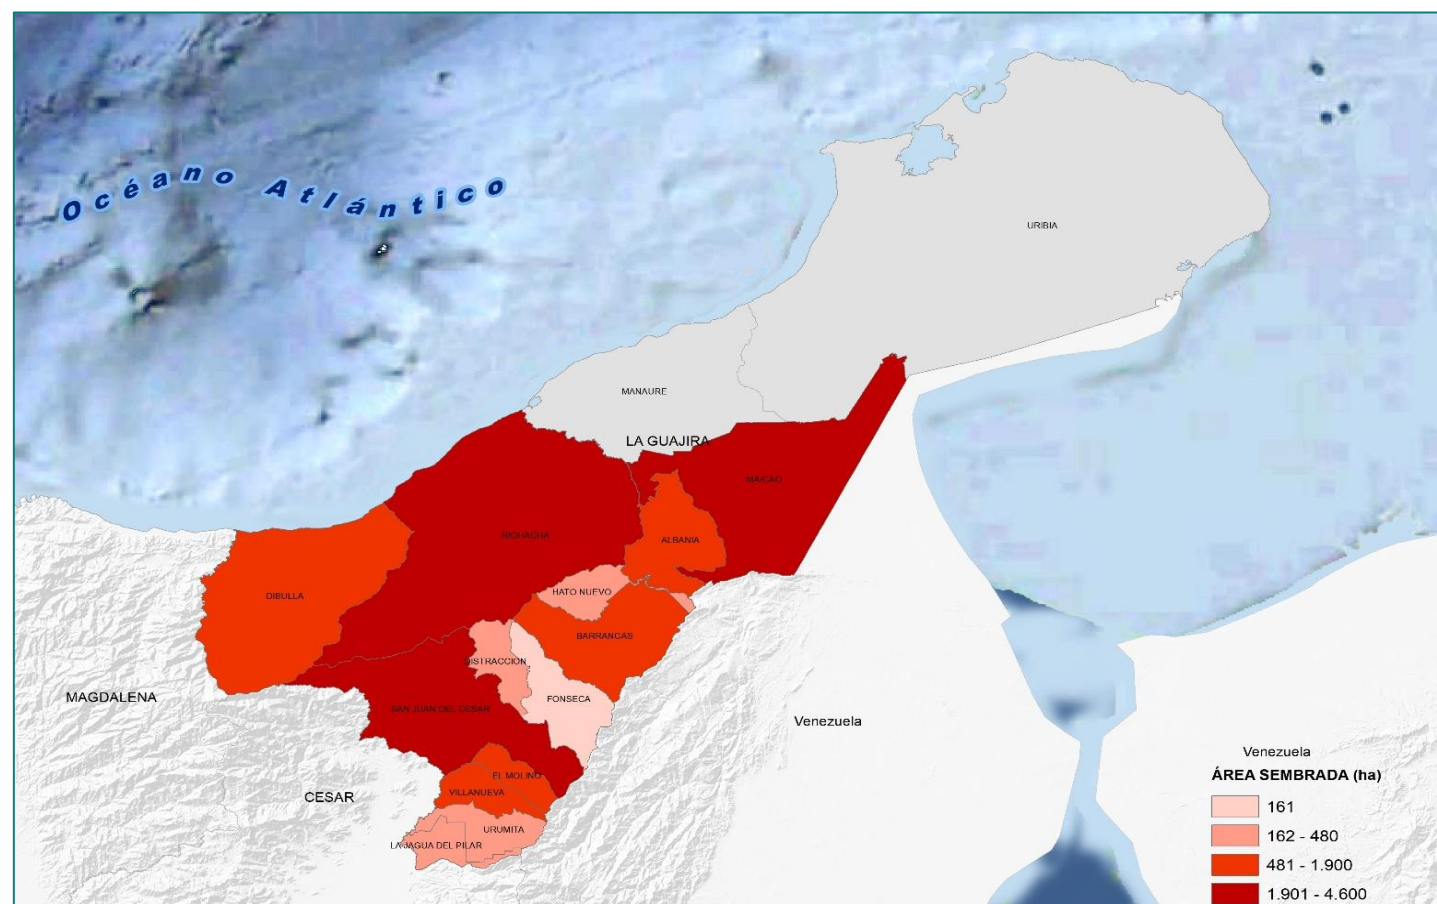 Océano Atlántico
URIBIA
MANAURE
LA GUAJIRA
MAICAO
RIOHACHA
ALBANIA
HATO NUEVO
DIBULLA
BARRANCAS
DISTRACCION
MAGDALENA
FONSECA
SAN JUAN DEL CESAR
Venezuela
Venezuela
EL MOLINO
VILLANUEVA
CESAR
URUMITA
LA JAGUA DEL PILAR
ÁREA SEMBRADA (ha)
161
162 - 480
481 - 1.900
1.901 - 4.600